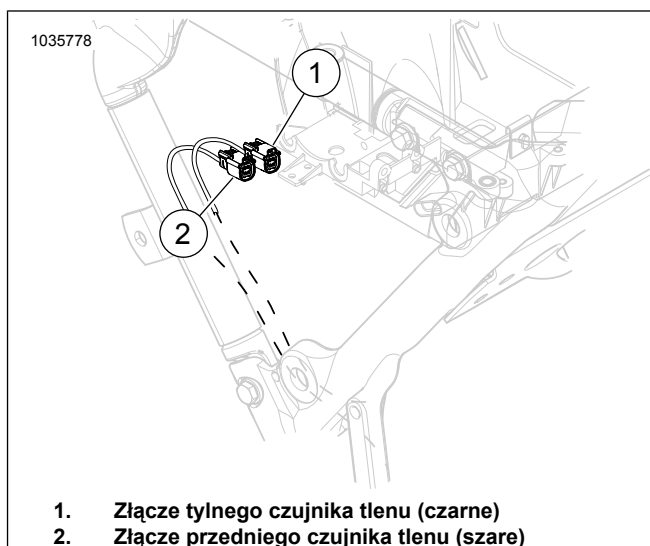 1035778
1
2
1. Złącze tylnego czujnika tlenu (czarne)
2. Złącze przedniego czujnika tlenu (szare)